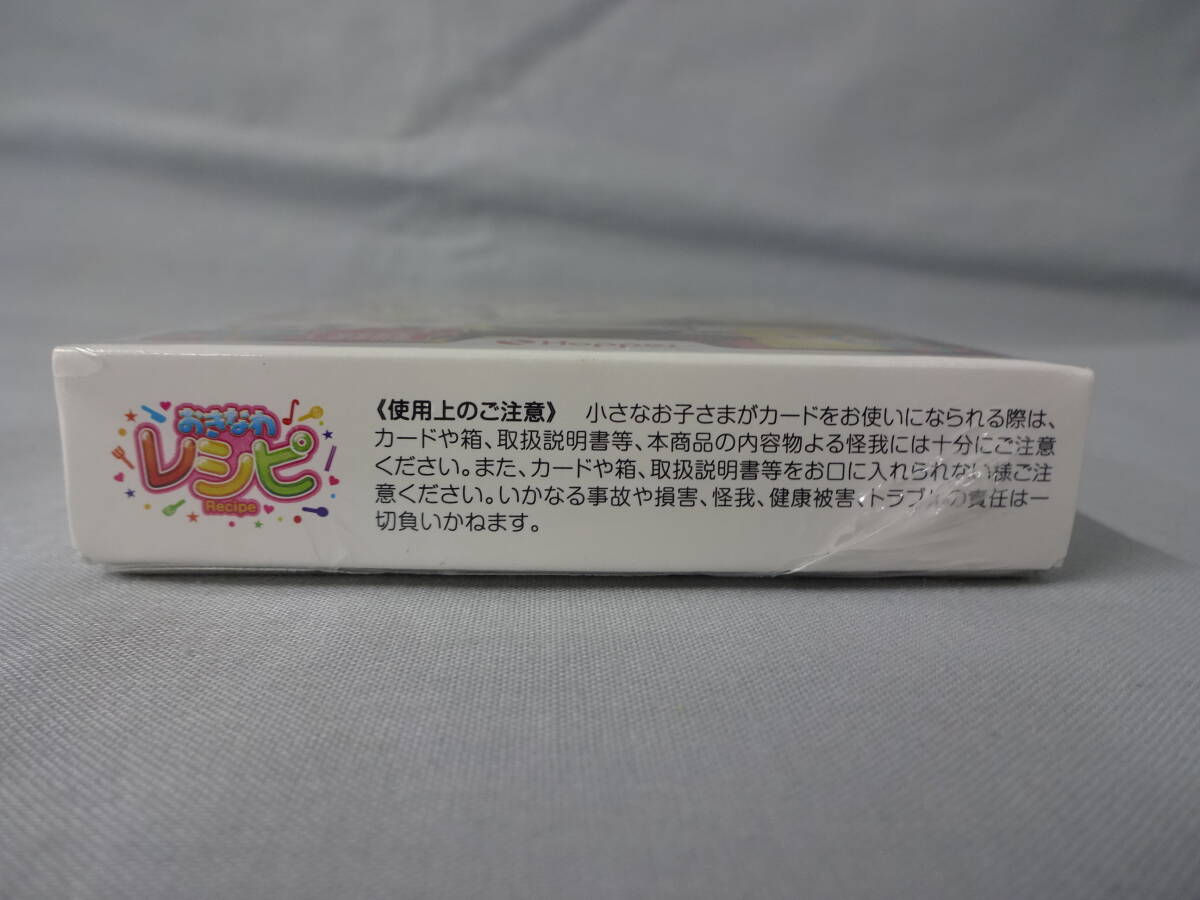 おきなわ
レシピ
Recipe
《使用上のご注意》 小さなお子さまがカードをお使いになられる際は、
カードや箱、取扱説明書等、本商品の内容物よる怪我には十分にご注意
ください。また、カードや箱、取扱説明書等をお口に入れられない様ご注
意ください。いかなる事故や損害、怪我、健康被害、トラブルの責任は一
切負いかねます。